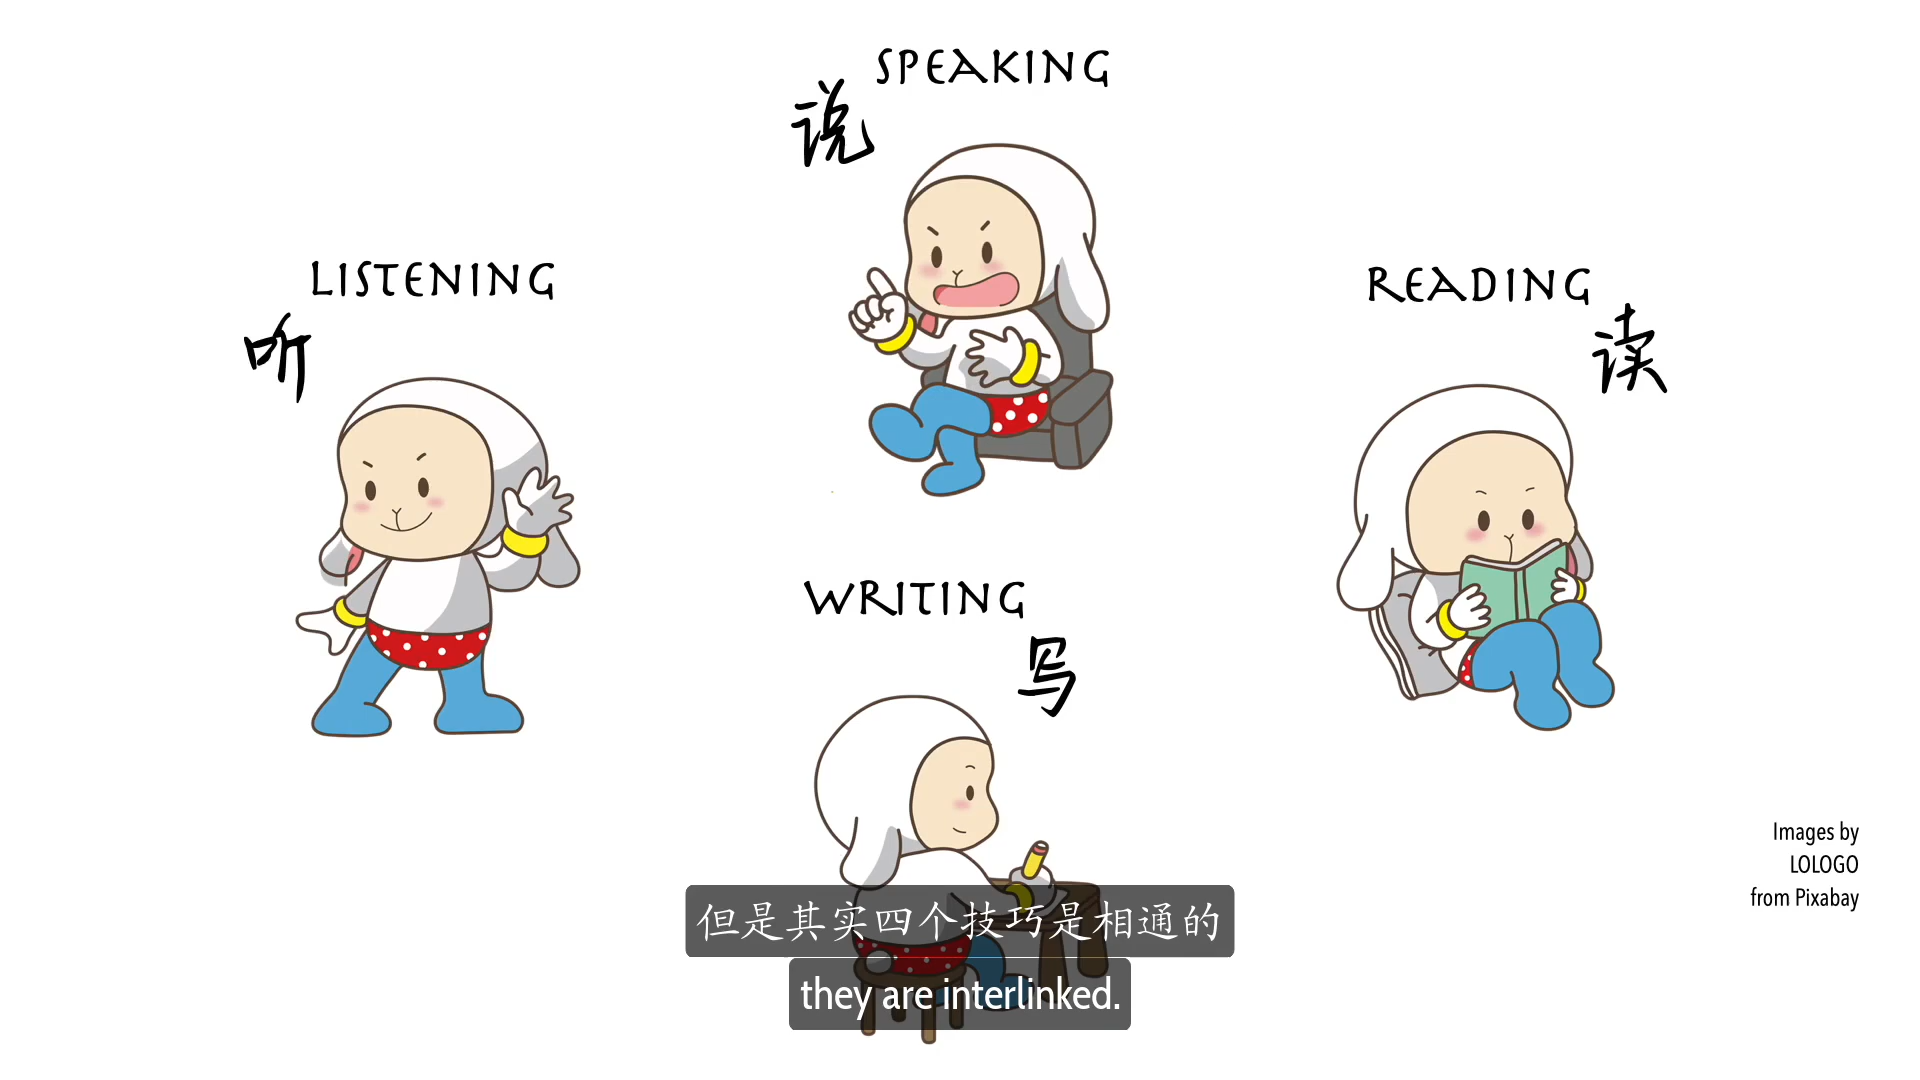 SPEAKING
说
LISTENING
听
READING
读
WRITING
写
Images by
LOLOGO
from Pixabay
但是其实四个技巧是相通的
they are interlinked.